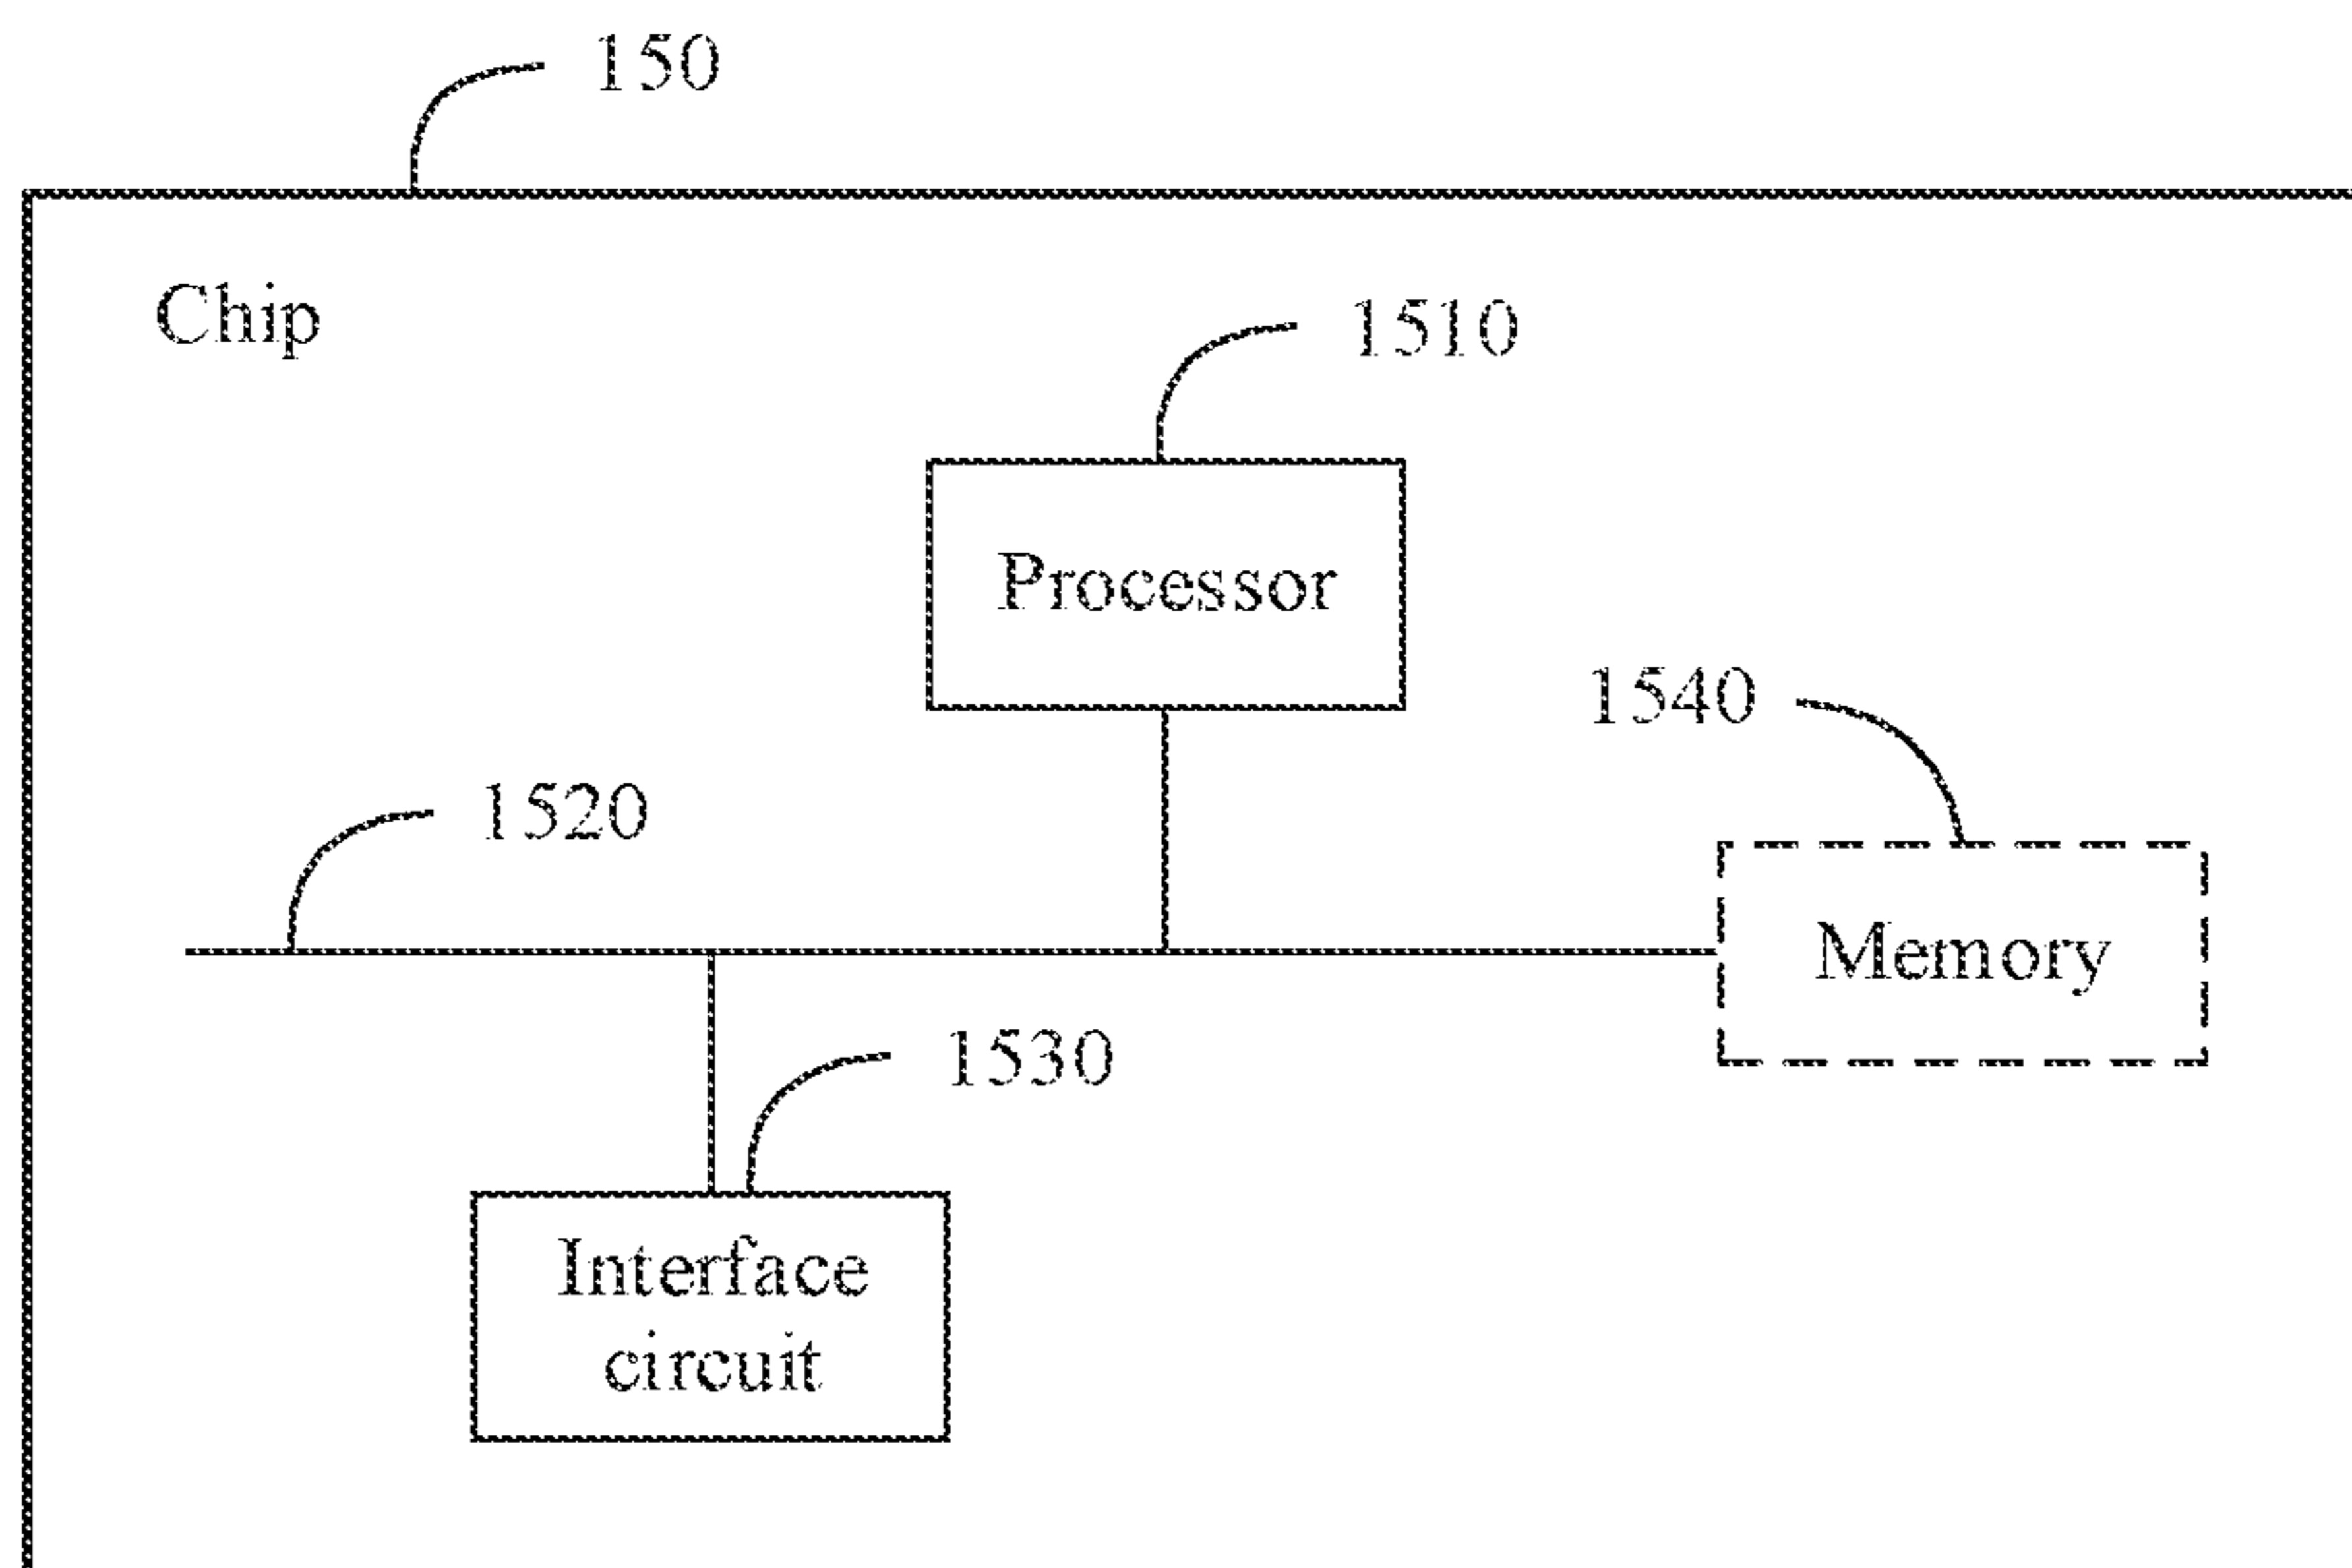 150
Chip
1510
Processor
1540
1520
Memory
1530
Interface
circuit